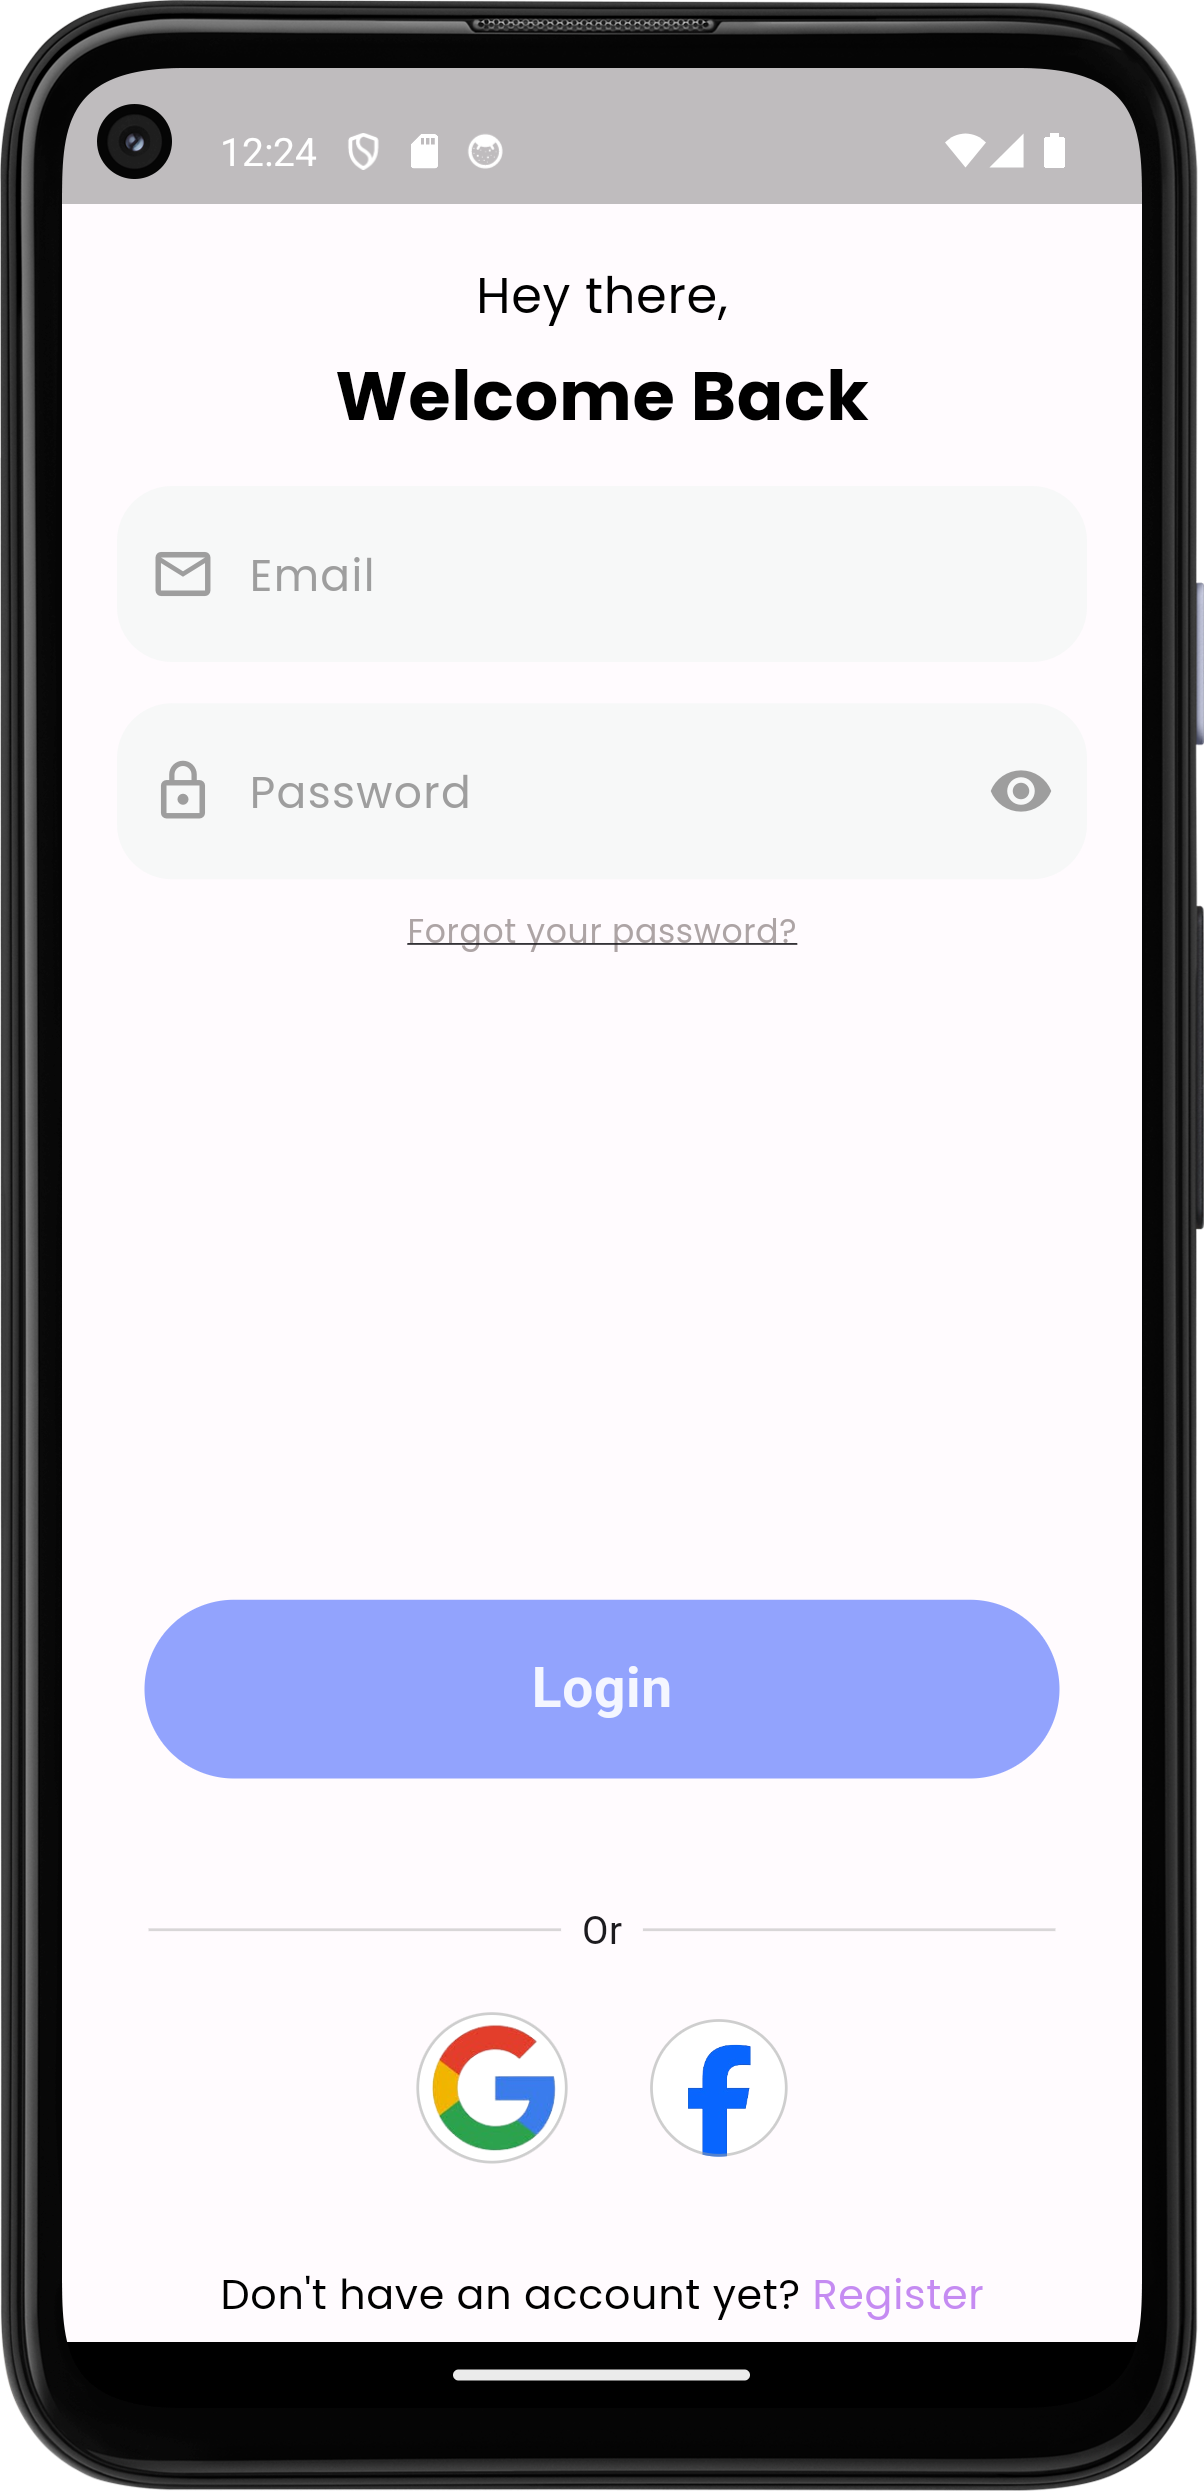 12:24
Hey there,
Welcome Back
Email
Password
Forgot your password?
Login
Or
Don't have an account yet? Register